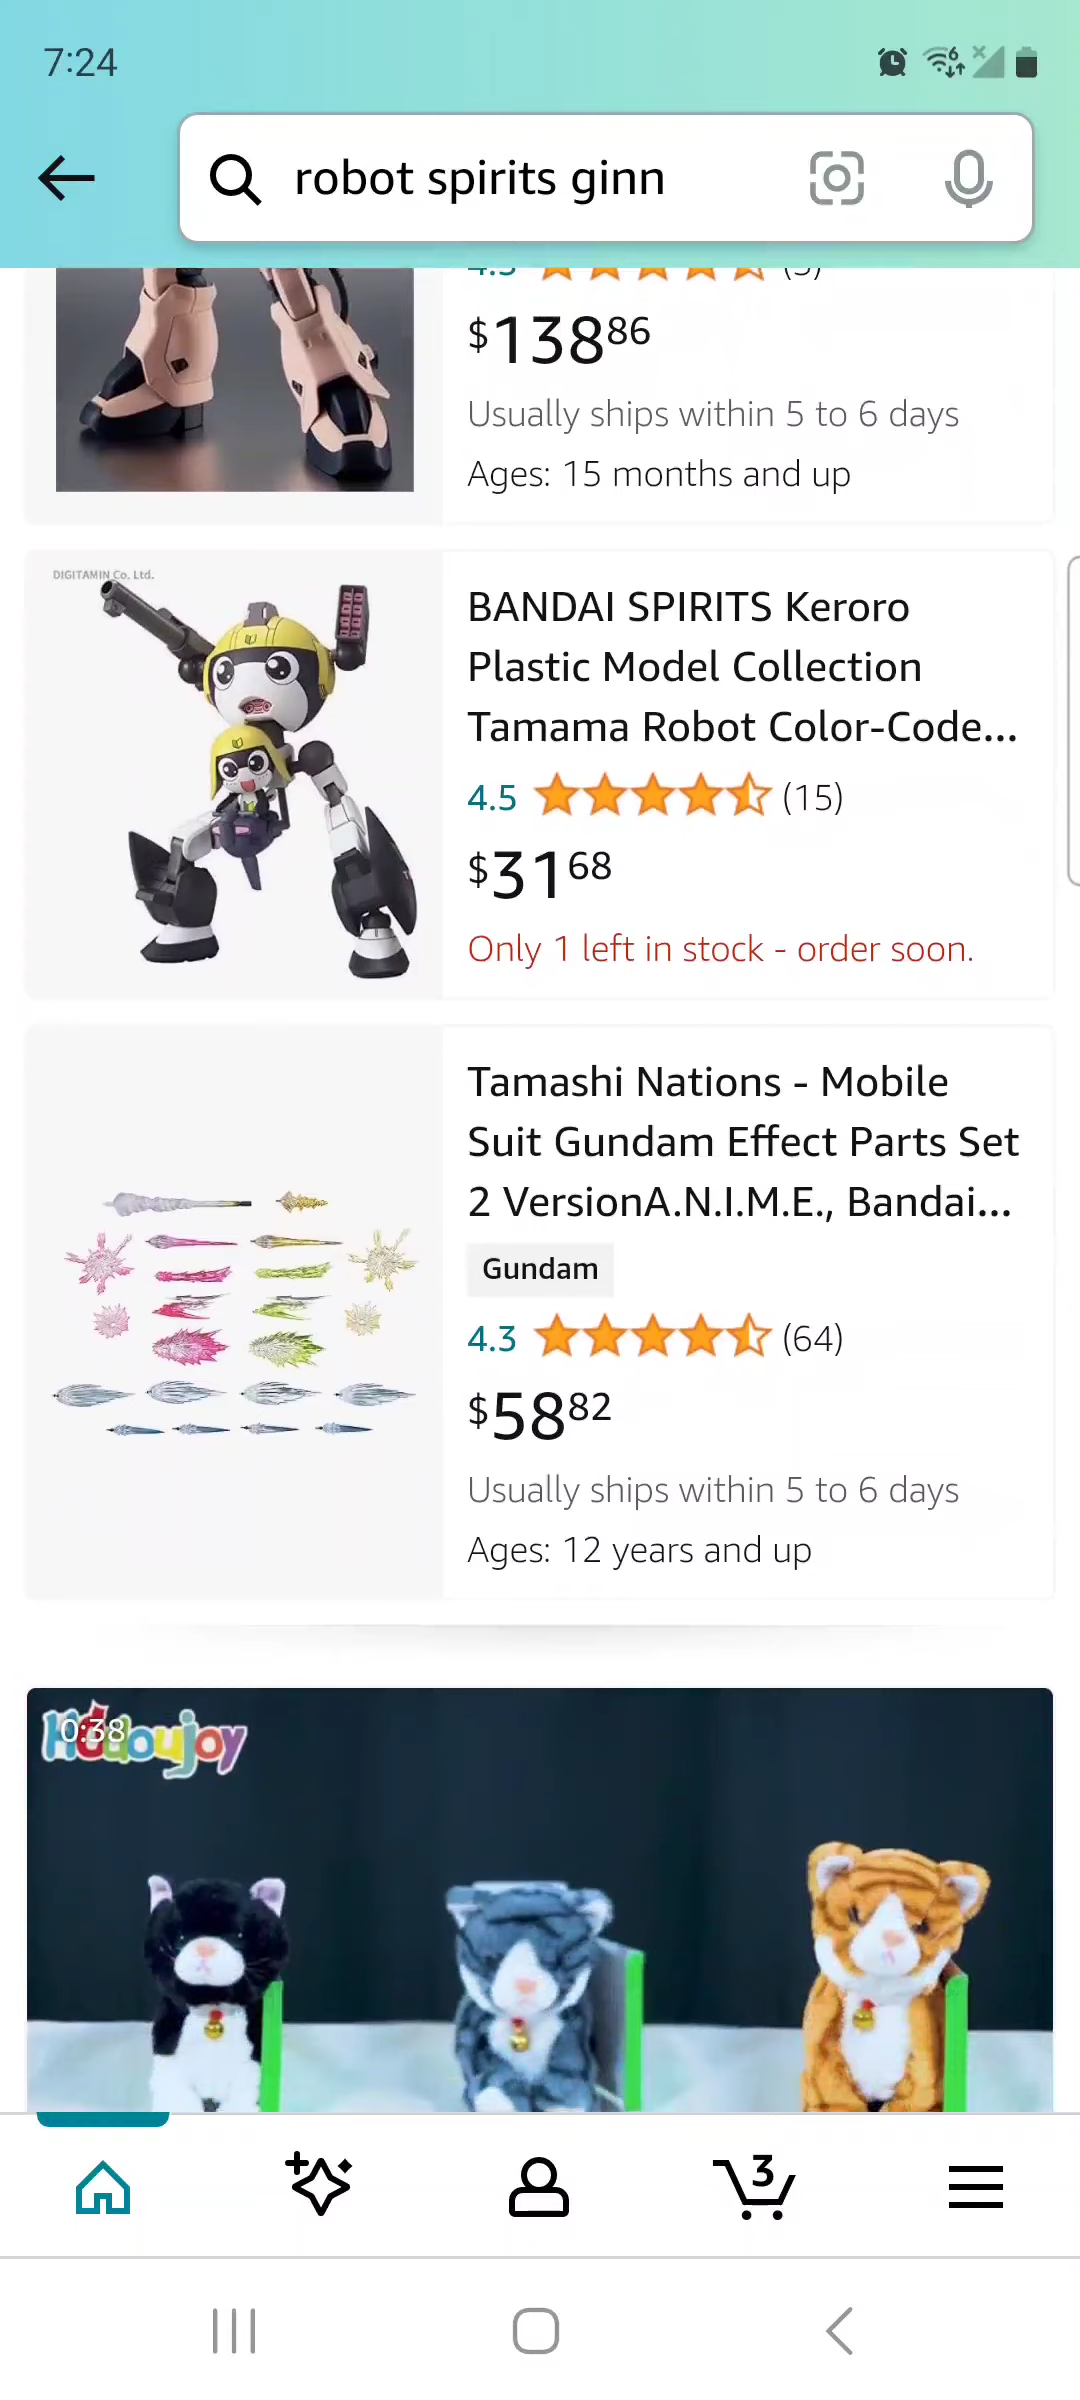 7:24
6
robot spirits ginn
$13886
Usually ships within 5 to 6 days
Ages: 15 months and up
DIGITAMIN Co. Ltd.
BANDAI SPIRITS Keroro
Plastic Model Collection
Tamama Robot Color-Code...
4.5 (15)
$3168
Only 1 left in stock - order soon.
Tamashi Nations - Mobile
Suit Gundam Effect Parts Set
2 VersionA.N.I.M.E., Bandai...
Gundam
4.3 (64)
$5882
Usually ships within 5 to 6 days
Ages: 12 years and up
0:38
3